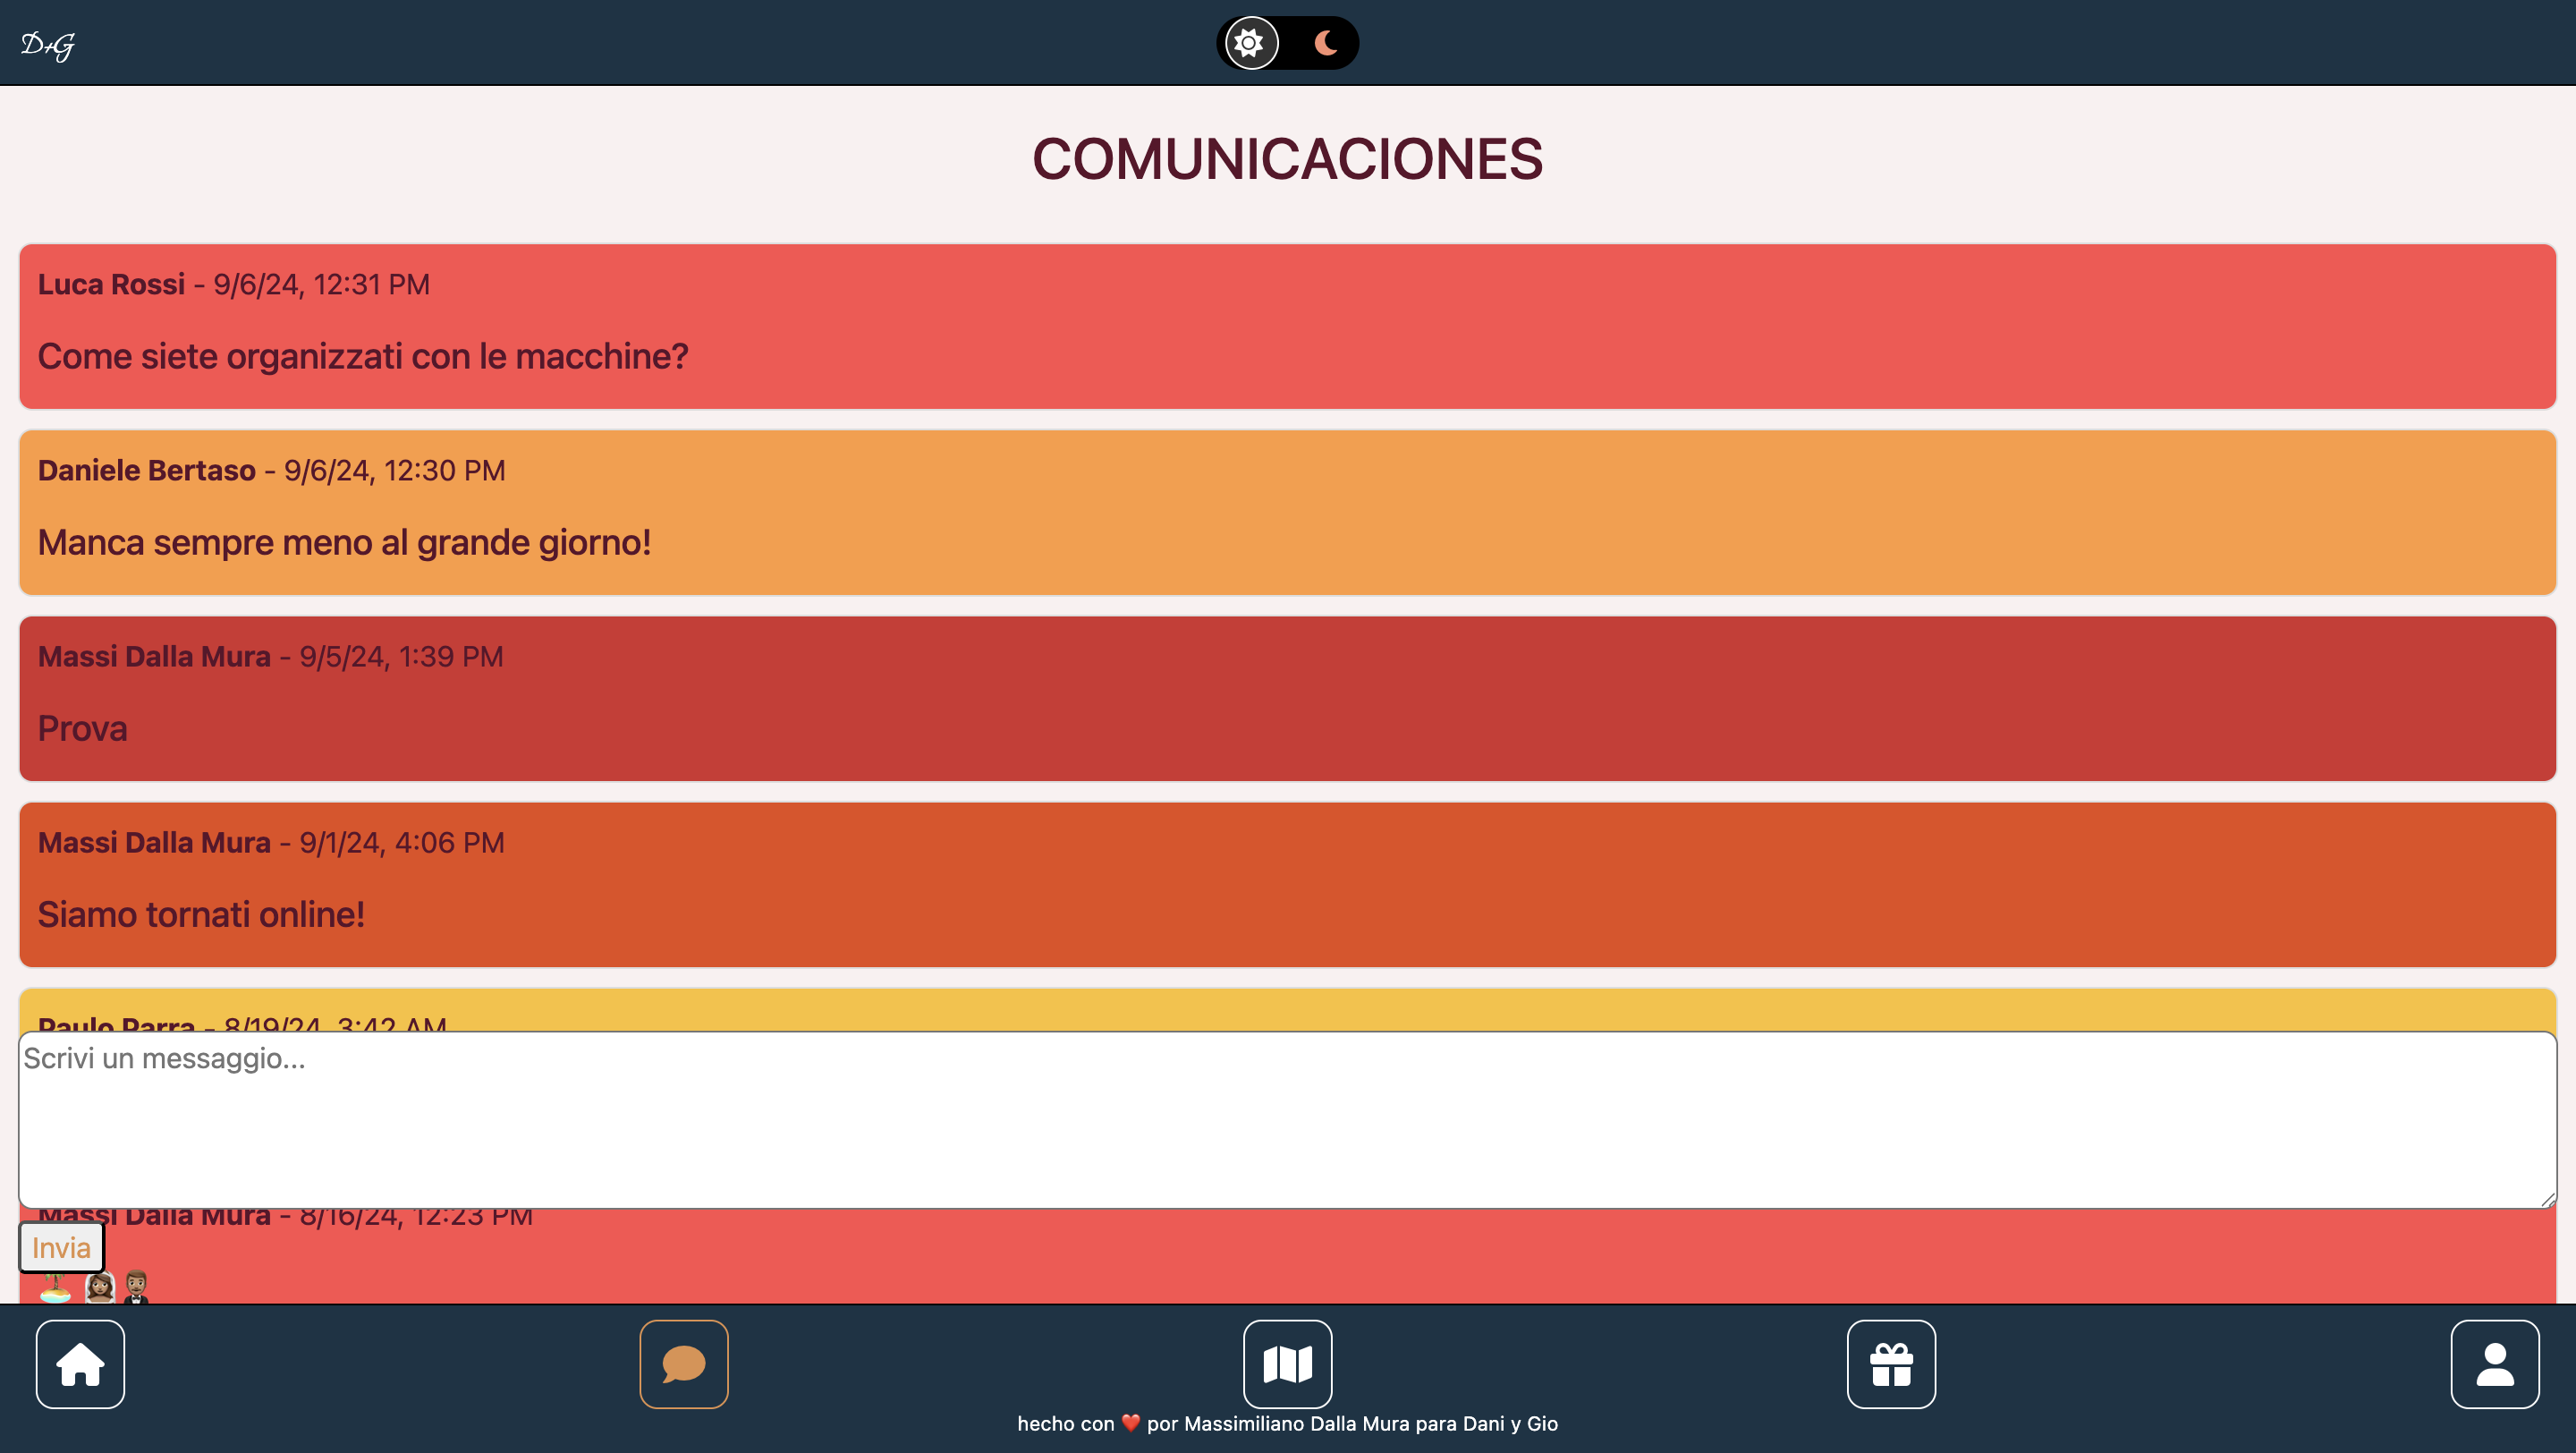 D+G
COMUNICACIONES
Luca Rossi - 9/6/24, 12:31 PM
Come siete organizzati con le macchine?
Daniele Bertaso - 9/6/24, 12:30 PM
Manca sempre meno al grande giorno!
Massi Dalla Mura - 9/5/24, 1:39 PM
Prova
Massi Dalla Mura - 9/1/24, 4:06 PM
Siamo tornati online!
Paulo Parra - 8/19/24, 3:42 AM
Scrivi un messaggio...
Massi Dalla Mura - 8/16/24, 12:23 PM
Invia
🏝️ 👰🏽🤵🏽
hecho con ❤️ por Massimiliano Dalla Mura para Dani y Gio